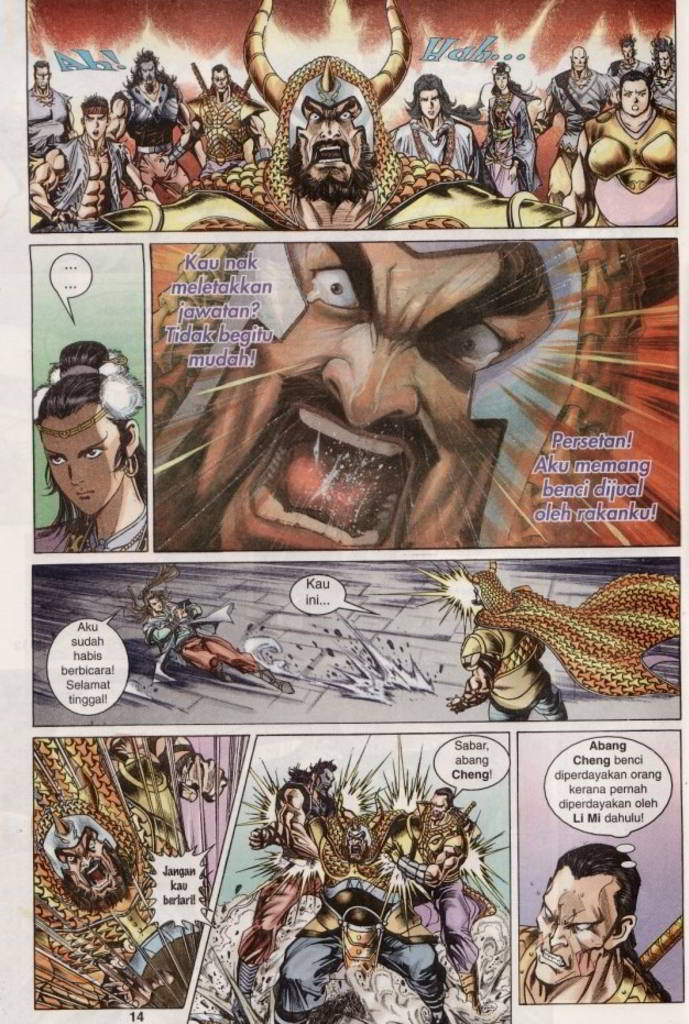 Ah!
Hah...
...
...
Kau nak
meletakkan
jawatan?
Tidak begitu
mudah!
Persetan!
Aku memang
benci dijual
oleh rakanku!
Aku
sudah
habis
berbicara!
Selamat
tinggal!
Kau
ini...
Jangan
kau
berlari!
Sabar,
abang
Cheng!
Abang
Cheng benci
diperdayakan orang
kerana pernah
diperdayakan oleh
Li Mi dahulu!
14